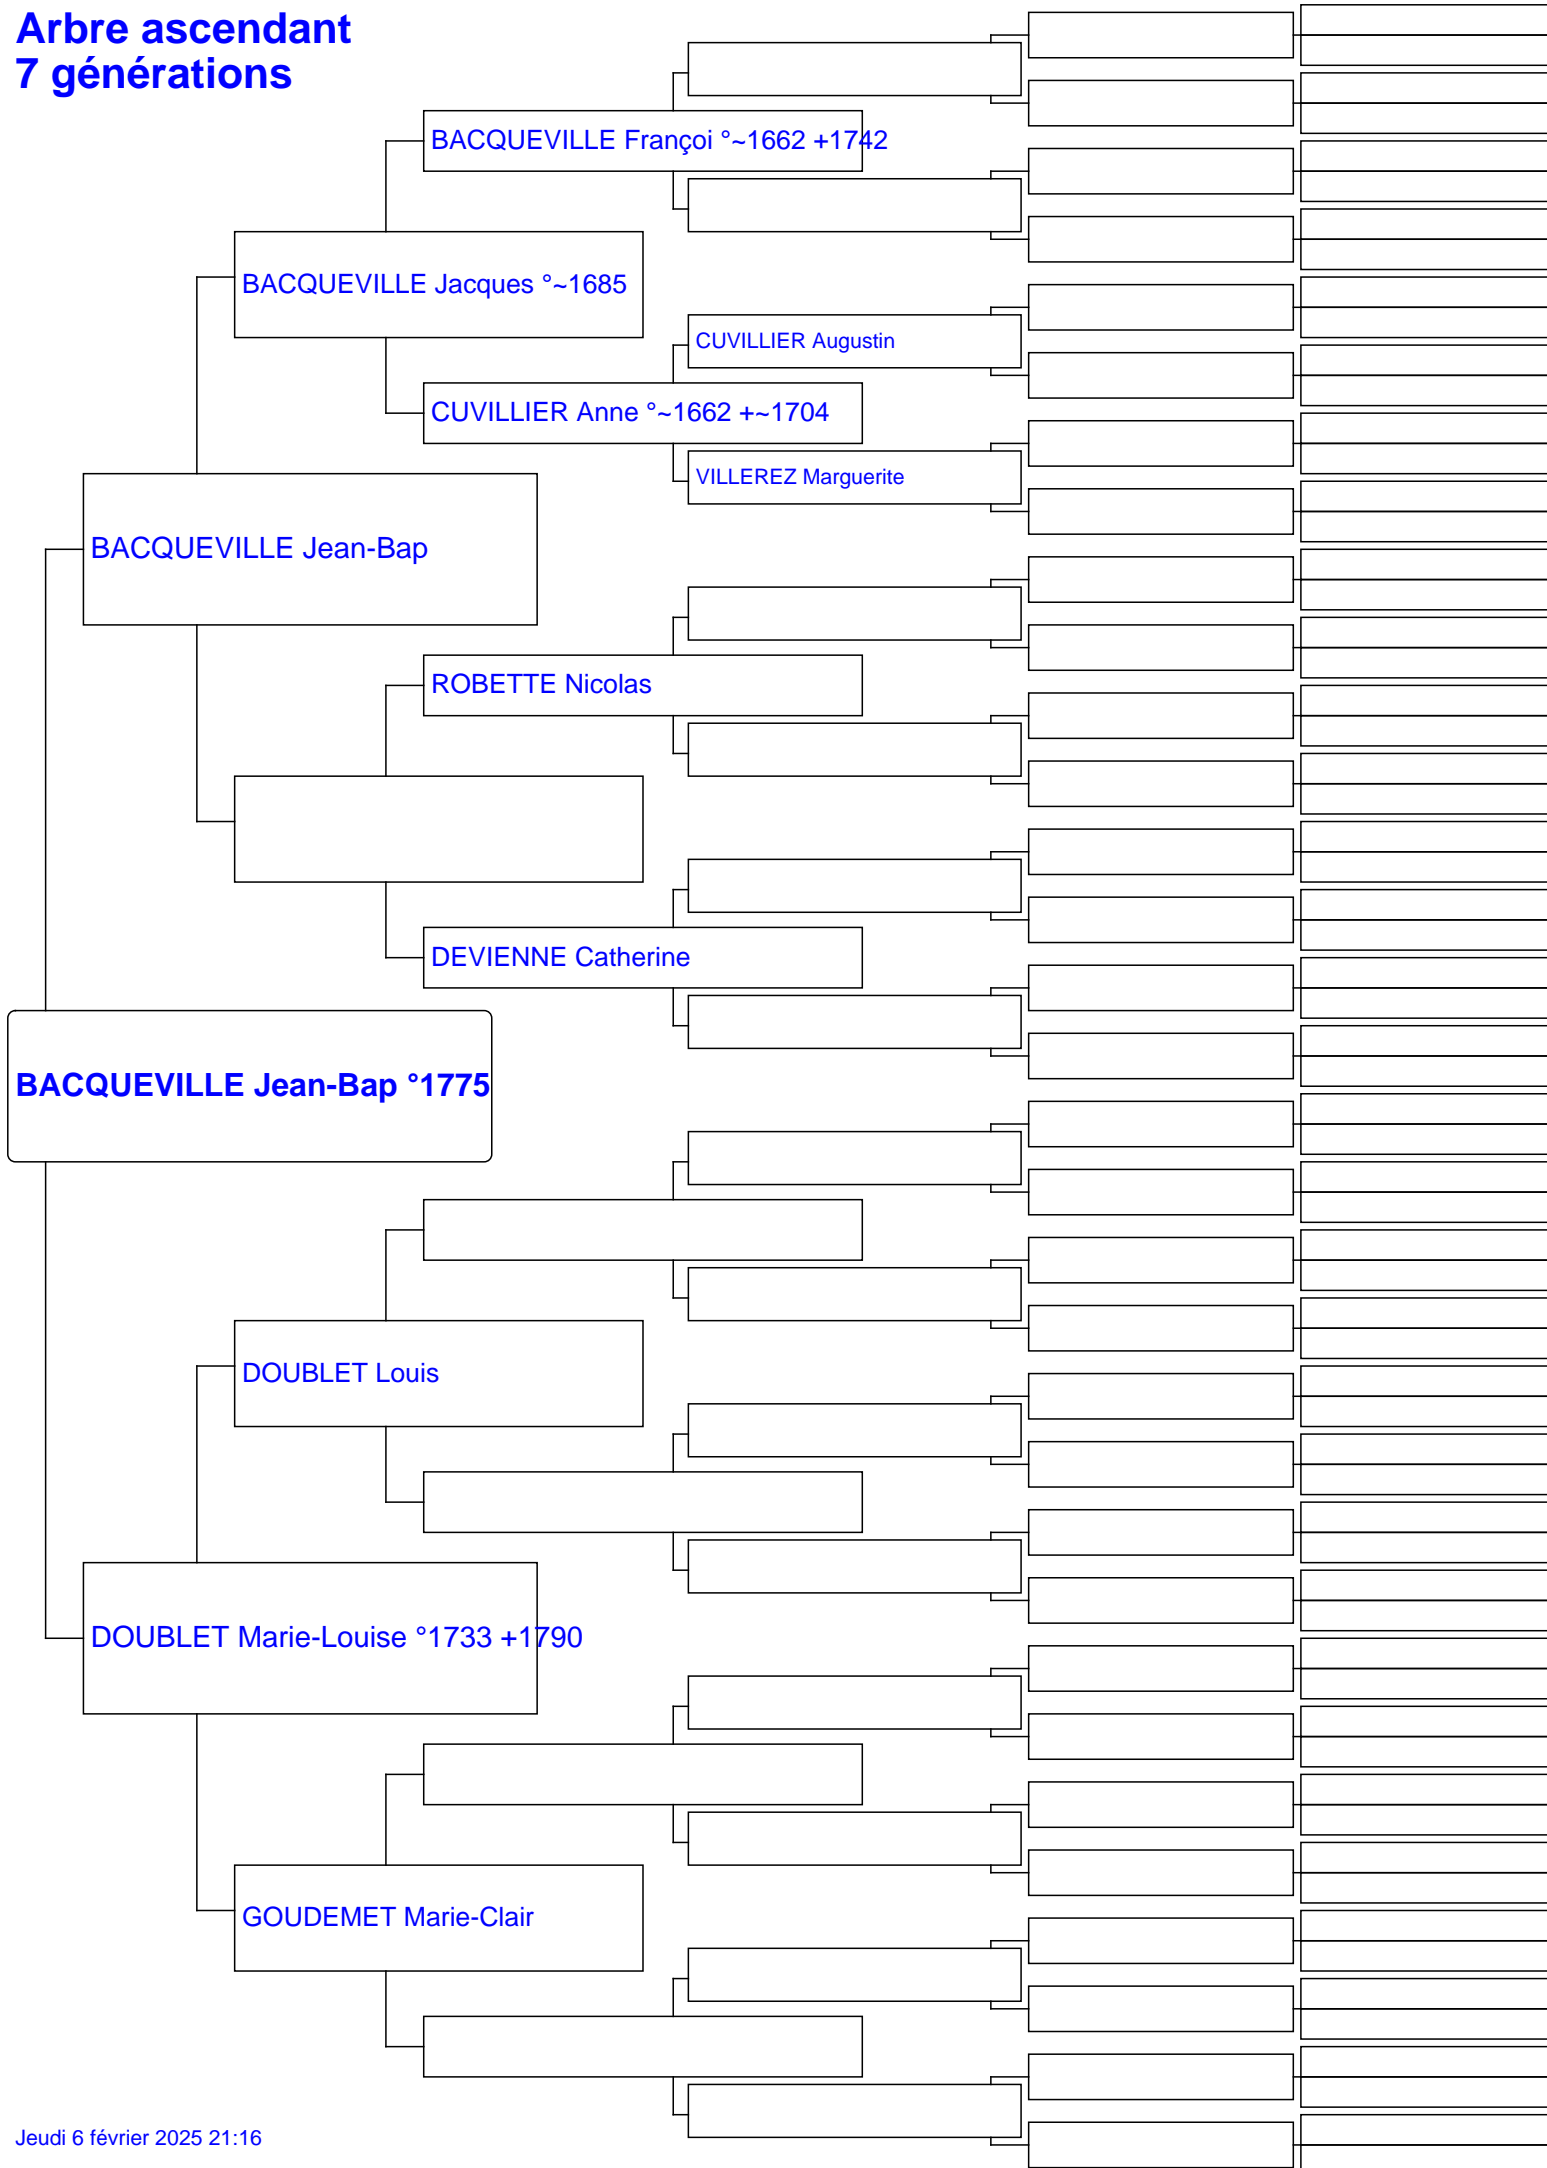 Arbre ascendant
7 générations
BACQUEVILLE Françoi °~1662 +1742
BACQUEVILLE Jacques °~1685
CUVILLIER Augustin
CUVILLIER Anne °~1662 +~1704
VILLEREZ Marguerite
BACQUEVILLE Jean-Bap
ROBETTE Nicolas
DEVIENNE Catherine
BACQUEVILLE Jean-Bap °1775
DOUBLET Louis
DOUBLET Marie-Louise °1733 +1790
GOUDEMET Marie-Clair
Jeudi 6 février 2025 21:16